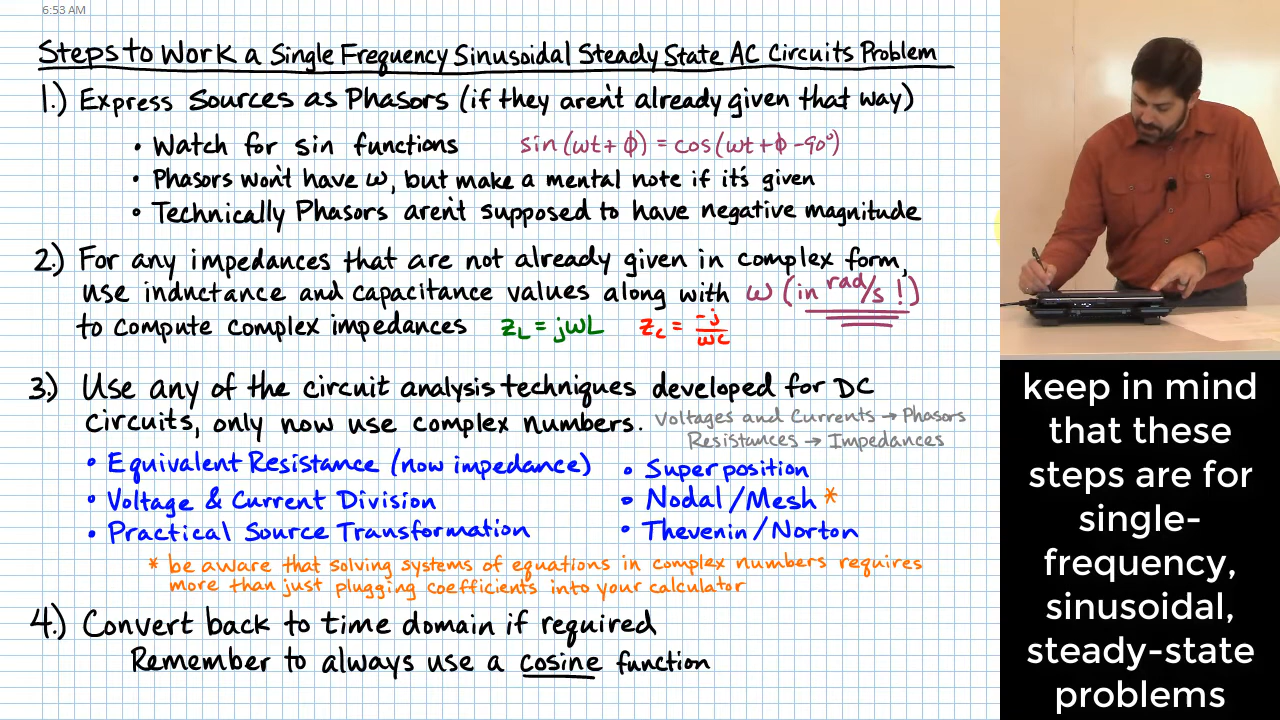 6:53 AM
Steps to Work a Single Frequency Sinusoidal Steady State AC Circuits Problem
1.) Express Sources as Phasors (if they aren't already given that way)
• Watch for sin functions sin(ωt+ϕ) = cos(ωt+ϕ-90°)
• Phasors won't have ω, but make a mental note if it's given
• Technically Phasors aren't supposed to have negative magnitude
2.) For any impedances that are not already given in complex form,
use inductance and capacitance values along with ω (in rad/s!)
to compute complex impedances Z_L = jωL Z_C = -j/ωC
3.) Use any of the circuit analysis techniques developed for DC
circuits, only now use complex numbers. Voltages and Currents → Phasors
Resistances → Impedances
• Equivalent Resistance (now impedance)
• Voltage & Current Division
• Practical Source Transformation
• Superposition
• Nodal/Mesh *
• Thevenin/Norton
* be aware that solving systems of equations in complex numbers requires
more than just plugging coefficients into your calculator
4.) Convert back to time domain if required
Remember to always use a cosine function
keep in mind
that these
steps are for
single-
frequency,
sinusoidal,
steady-state
problems